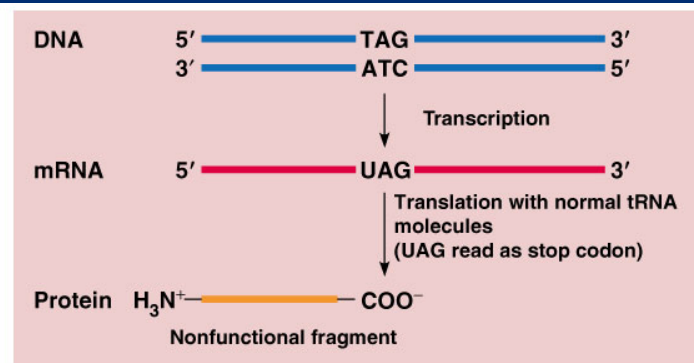 DNA 5′ TAG 3′
3′ ATC 5′
Transcription
mRNA 5′ UAG 3′
Translation with normal tRNA
molecules
(UAG read as stop codon)
Protein H₃N⁺ COO⁻
Nonfunctional fragment